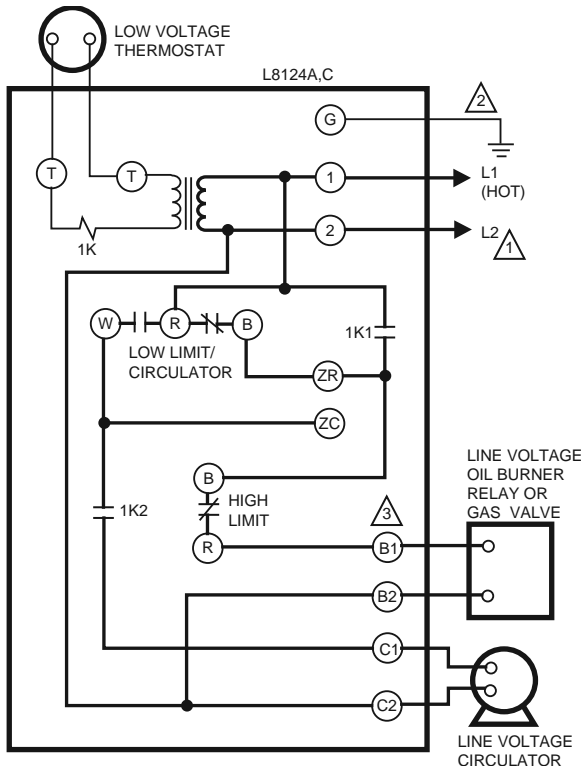 LOW VOLTAGE
THERMOSTAT
L8124A,C
G
2
T
T
1
L1
(HOT)
1K
2
L2
1
W
R
B
1K1
LOW LIMIT/
CIRCULATOR
ZR
ZC
LINE VOLTAGE
OIL BURNER
RELAY OR
GAS VALVE
B
HIGH
LIMIT
1K2
3
R
B1
B2
C1
C2
LINE VOLTAGE
CIRCULATOR